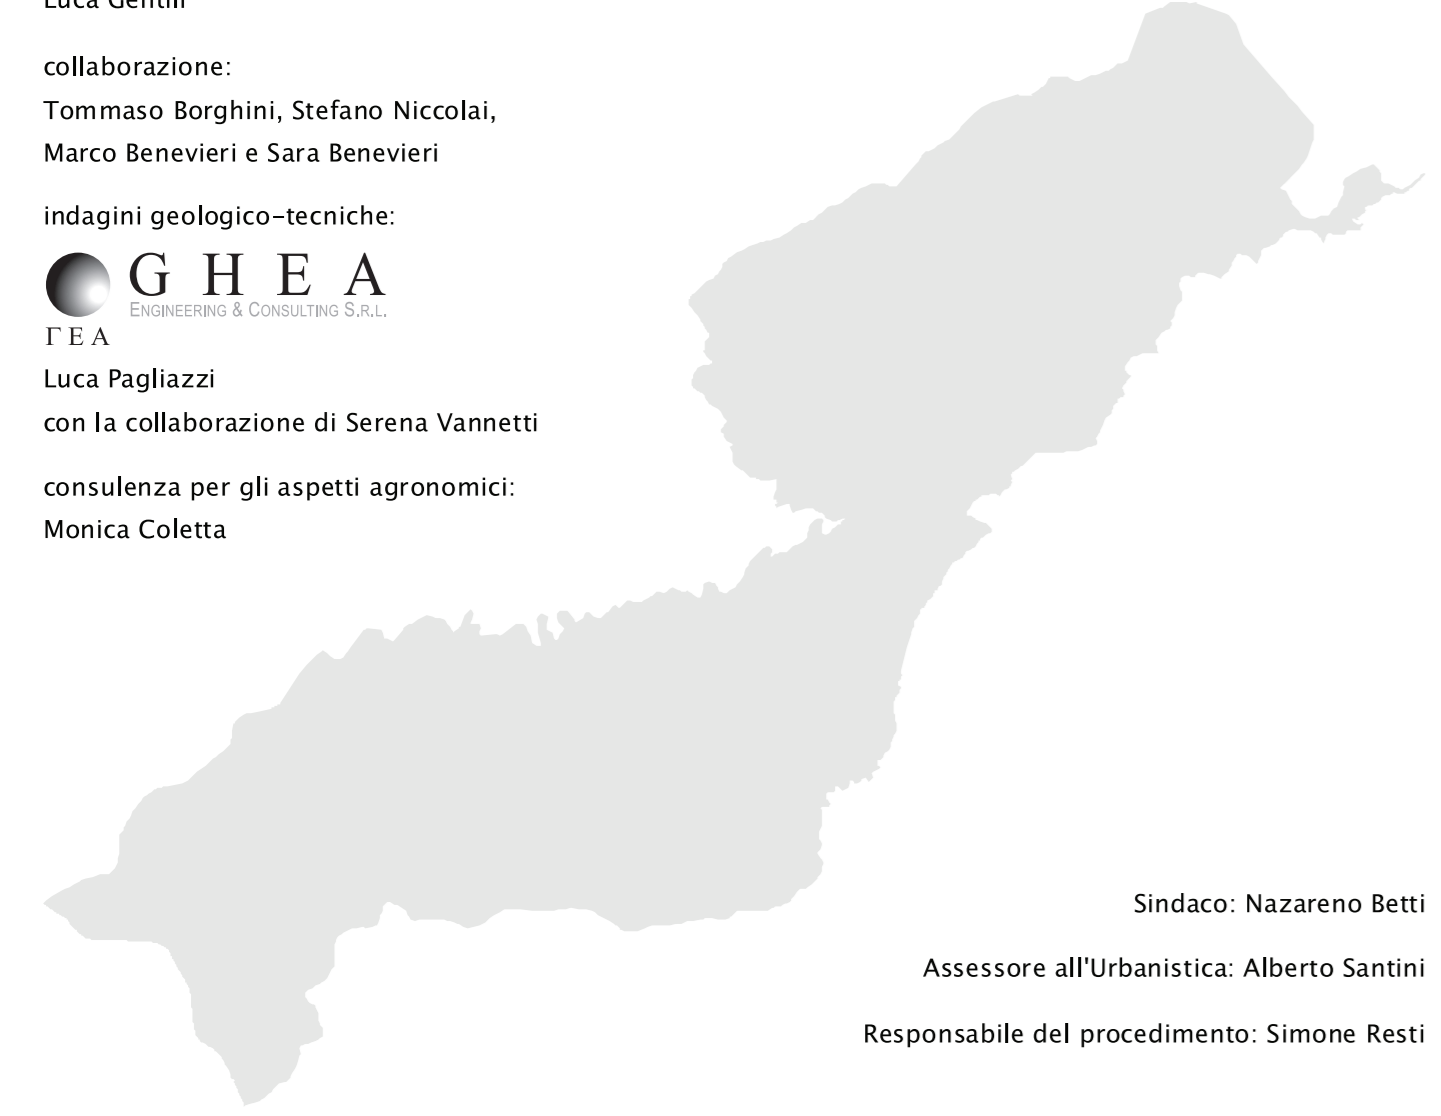 Luca Gentili
collaborazione:
Tommaso Borghini, Stefano Niccolai,
Marco Benevieri e Sara Benevieri
indagini geologico-tecniche:
G H E A
ENGINEERING & CONSULTING S.R.L.
Γ Ε Α
Luca Pagliazzi
con la collaborazione di Serena Vannetti
consulenza per gli aspetti agronomici:
Monica Coletta
Sindaco: Nazareno Betti
Assessore all'Urbanistica: Alberto Santini
Responsabile del procedimento: Simone Resti